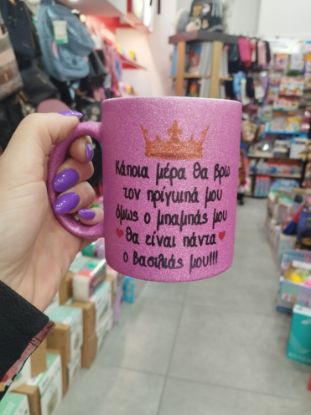 Κάποια μέρα θα βρω
τον πρίγκιπά μου
όμως ο μπαμπάς μου
θα είναι πάντα
ο βασιλιάς μου!!!